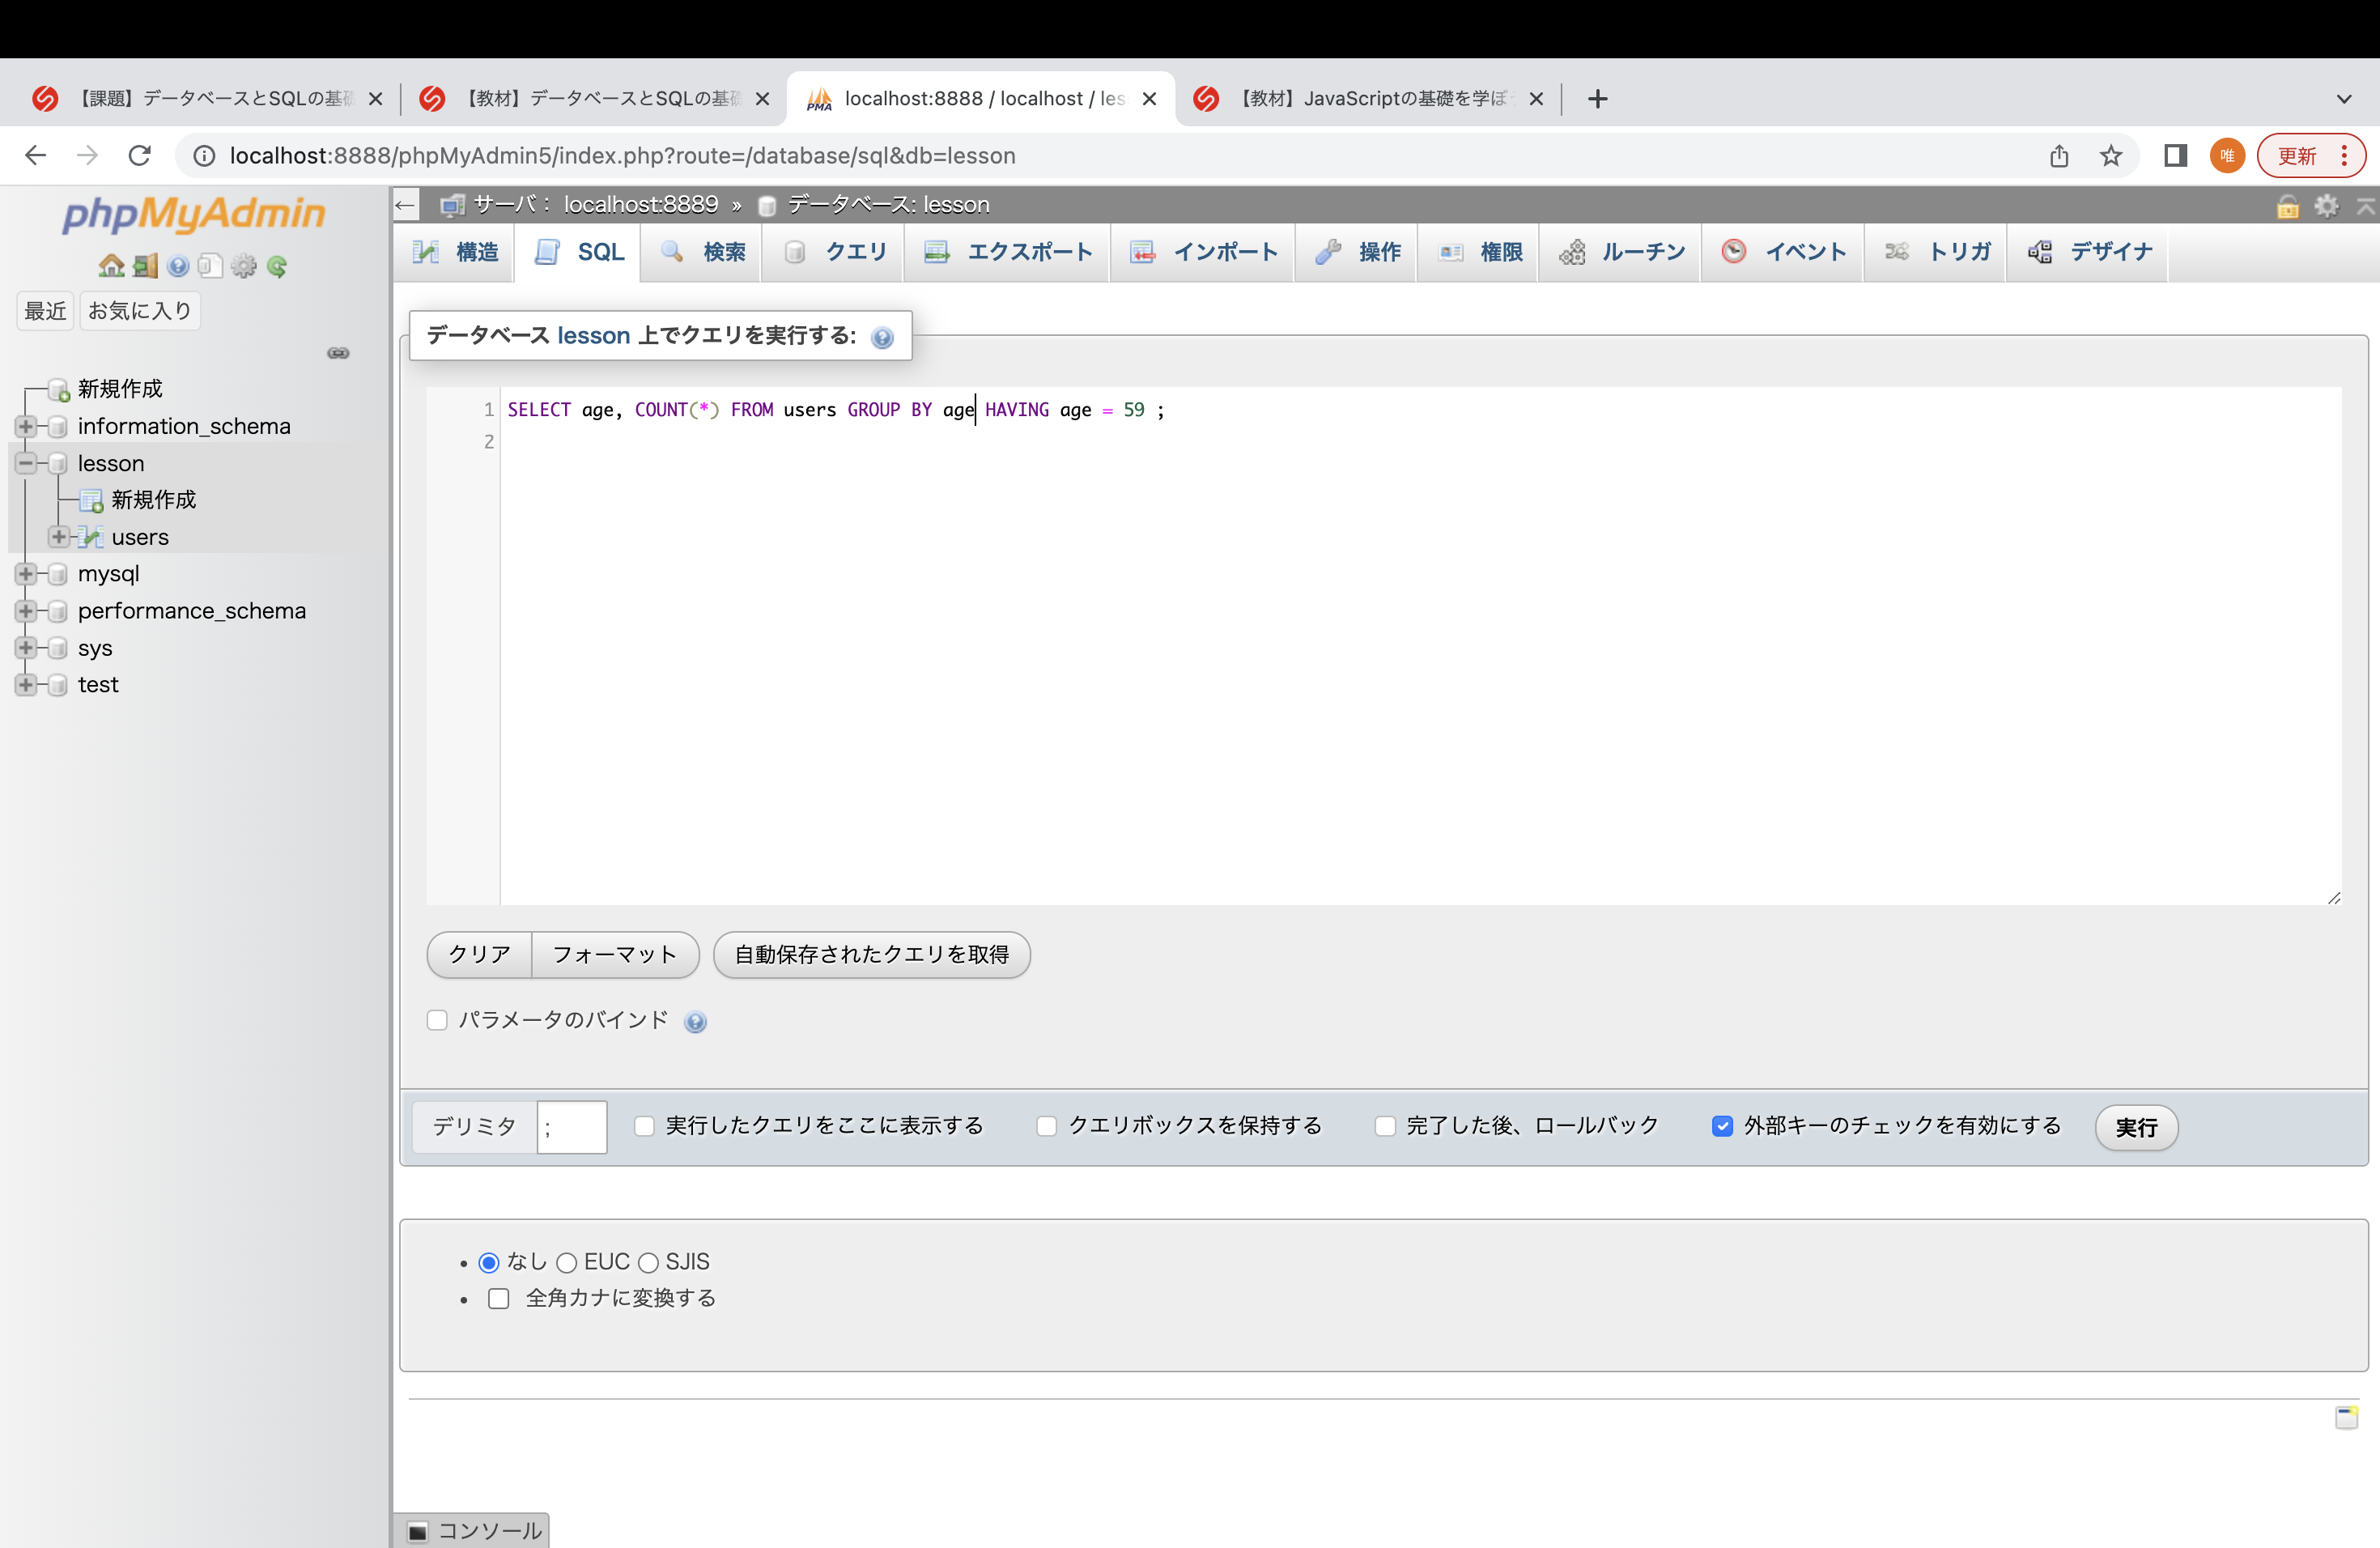 【課題】データベースとSQLの基礎
【教材】データベースとSQLの基礎
localhost:8888 / localhost / les
【教材】JavaScriptの基礎を学ぼ
localhost:8888/phpMyAdmin5/index.php?route=/database/sql&db=lesson
唯
更新
phpMyAdmin
最近
お気に入り
新規作成
information_schema
lesson
新規作成
users
mysql
performance_schema
sys
test
サーバ： localhost:8889 » データベース: lesson
構造
SQL
検索
クエリ
エクスポート
インポート
操作
権限
ルーチン
イベント
トリガ
デザイナ
データベース lesson 上でクエリを実行する:
1 SELECT age, COUNT(*) FROM users GROUP BY age HAVING age = 59 ;
2
クリア
フォーマット
自動保存されたクエリを取得
パラメータのバインド
デリミタ ;
実行したクエリをここに表示する
クエリボックスを保持する
完了した後、ロールバック
外部キーのチェックを有効にする
実行
なし EUC SJIS
全角カナに変換する
コンソール